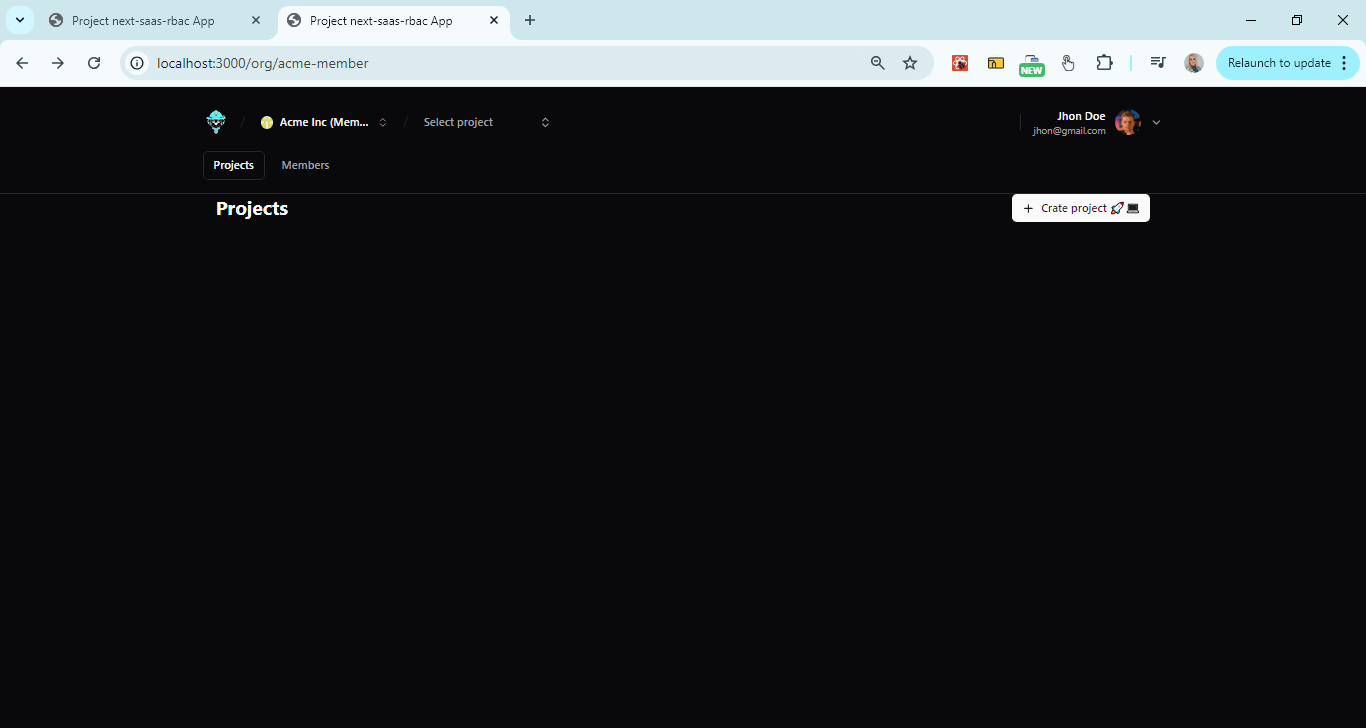 Project next-saas-rbac App
Project next-saas-rbac App
localhost:3000/org/acme-member
NEW
Relaunch to update
Acme Inc (Mem...
Select project
Jhon Doe
jhon@gmail.com
Projects
Members
Projects
Crate project 🚀💻